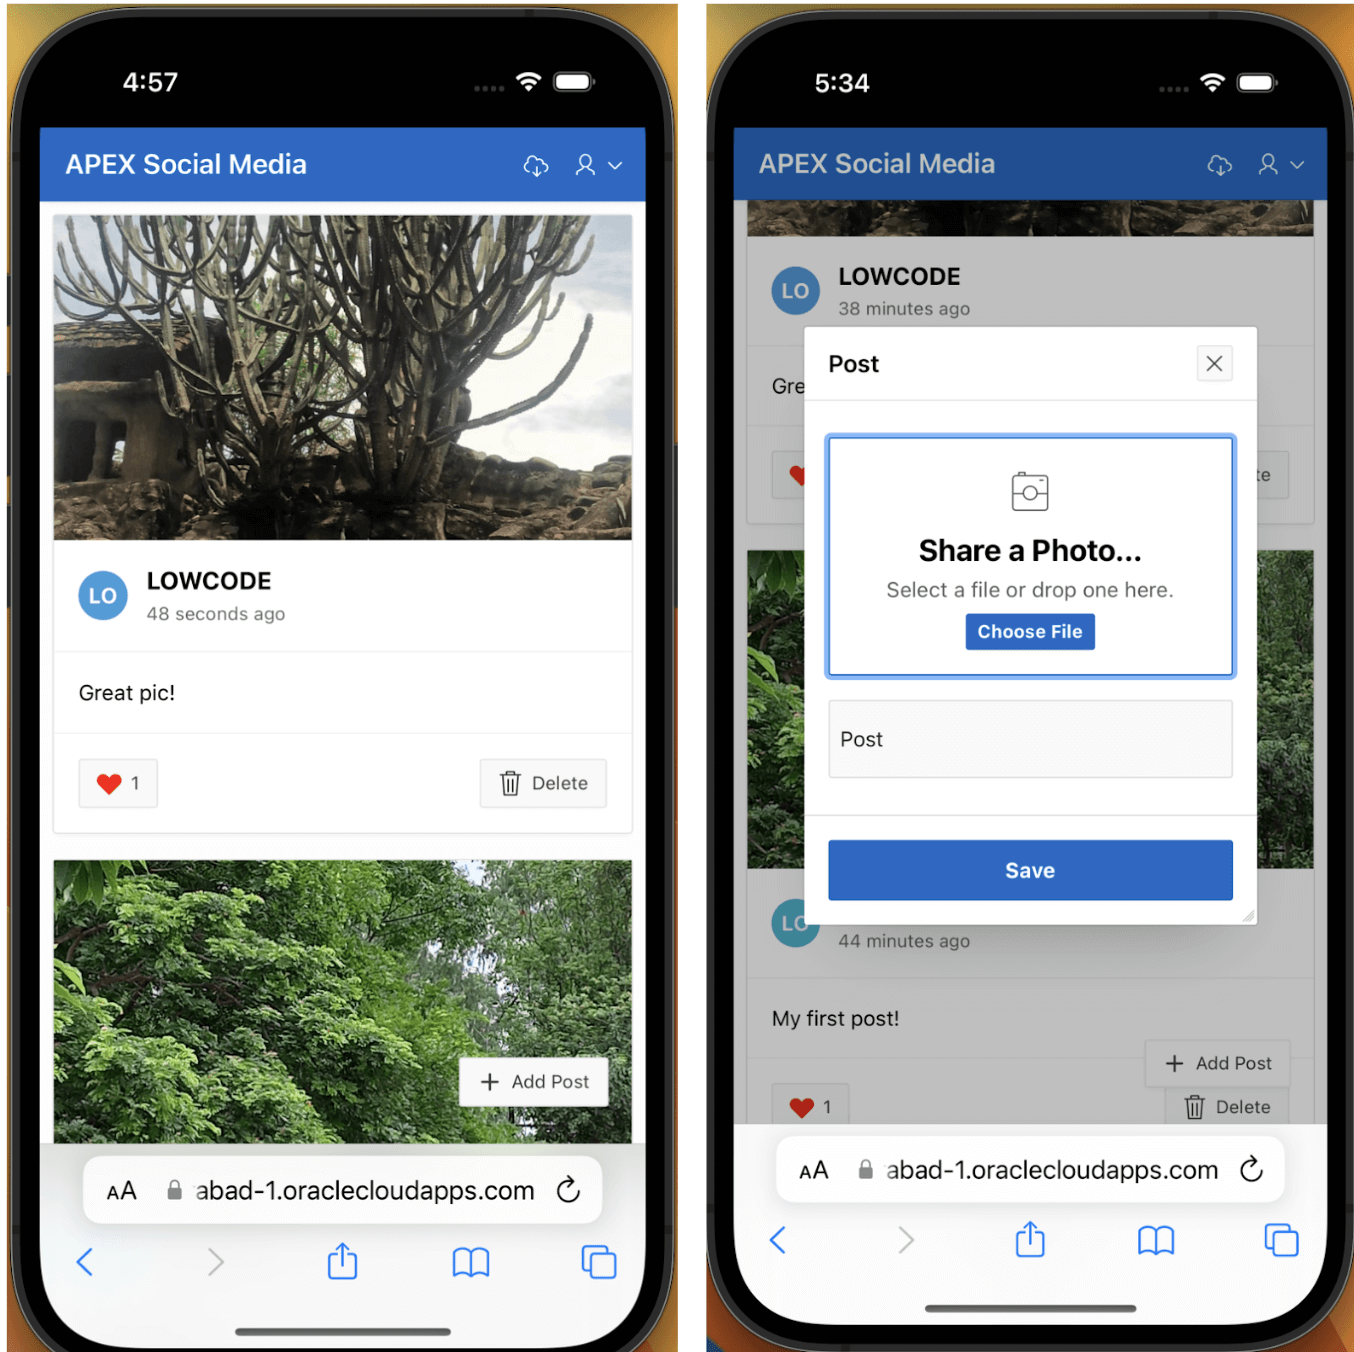 4:57
APEX Social Media
LO
LOWCODE
48 seconds ago
Great pic!
1
Delete
+ Add Post
AA
abad-1.oraclecloudapps.com
5:34
APEX Social Media
LO
LOWCODE
38 minutes ago
Gre
te
Post
Share a Photo...
Select a file or drop one here.
Choose File
Post
Save
LO
44 minutes ago
My first post!
+ Add Post
1
Delete
AA
abad-1.oraclecloudapps.com